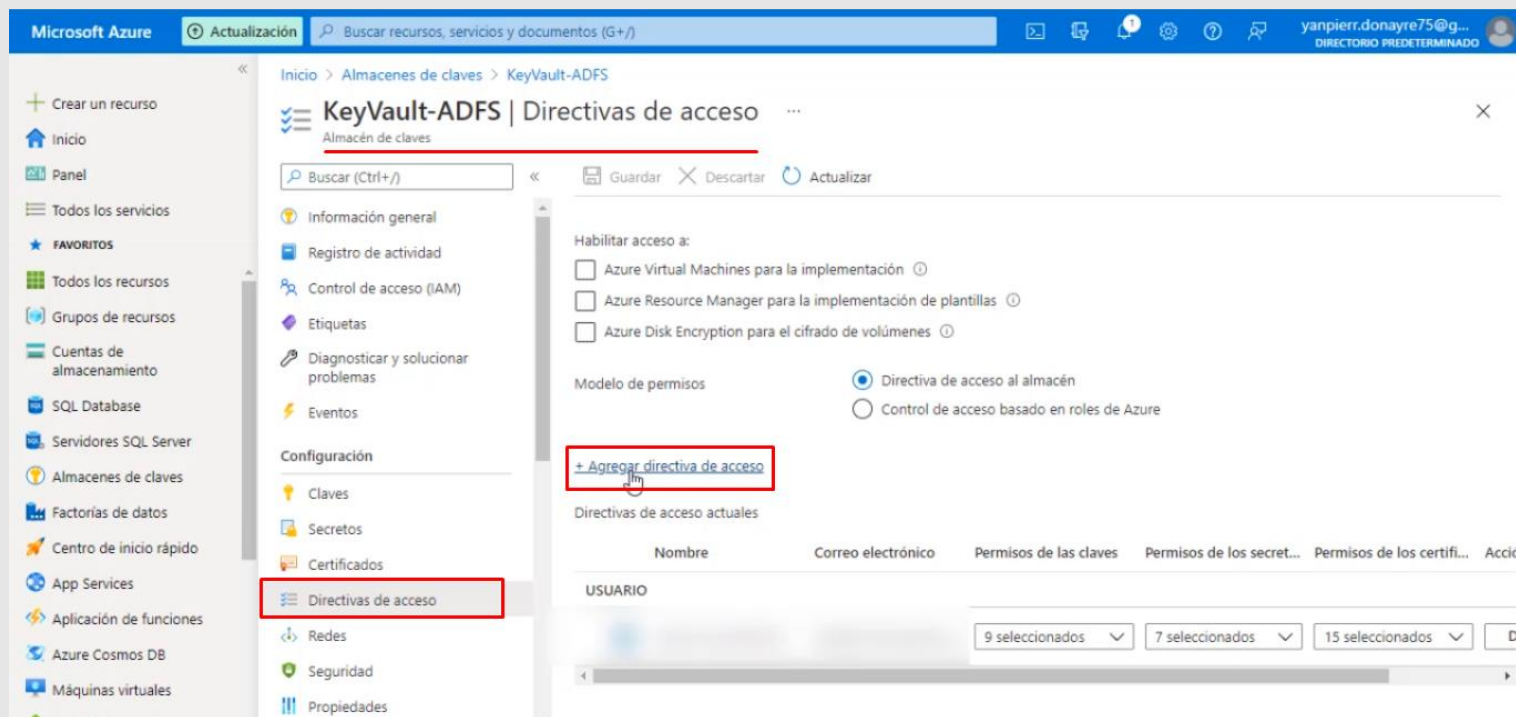 Microsoft Azure
Actualización
Buscar recursos, servicios y documentos (G+/)
1
yanpierr.donayre75@g...
DIRECTORIO PREDETERMINADO
Crear un recurso
Inicio
Panel
Todos los servicios
FAVORITOS
Todos los recursos
Grupos de recursos
Cuentas de
almacenamiento
SQL Database
Servidores SQL Server
Almacenes de claves
Factorías de datos
Centro de inicio rápido
App Services
Aplicación de funciones
Azure Cosmos DB
Máquinas virtuales
Inicio > Almacenes de claves > KeyVault-ADFS
KeyVault-ADFS | Directivas de acceso ...
Almacén de claves
Buscar (Ctrl+/)
Información general
Registro de actividad
Control de acceso (IAM)
Etiquetas
Diagnosticar y solucionar
problemas
Eventos
Configuración
Claves
Secretos
Certificados
Directivas de acceso
Redes
Seguridad
Propiedades
Guardar
Descartar
Actualizar
Habilitar acceso a:
Azure Virtual Machines para la implementación
Azure Resource Manager para la implementación de plantillas
Azure Disk Encryption para el cifrado de volúmenes
Modelo de permisos
Directiva de acceso al almacén
Control de acceso basado en roles de Azure
+ Agregar directiva de acceso
Directivas de acceso actuales
Nombre
Correo electrónico
Permisos de las claves
Permisos de los secret...
Permisos de los certifi...
Acció
USUARIO
9 seleccionados
7 seleccionados
15 seleccionados